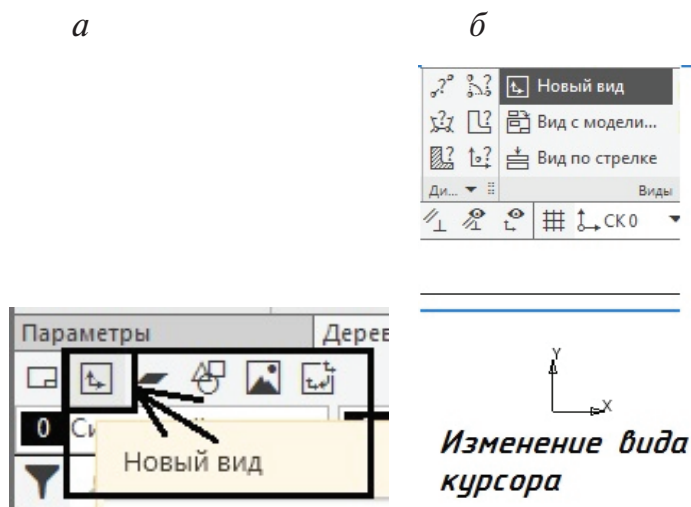 а
б
Новый вид
Вид с модели...
Вид по стрелке
Ди...
Виды
СК 0
Параметры
Дерев
0
Си
Новый вид
Y
X
Изменение вида
курсора